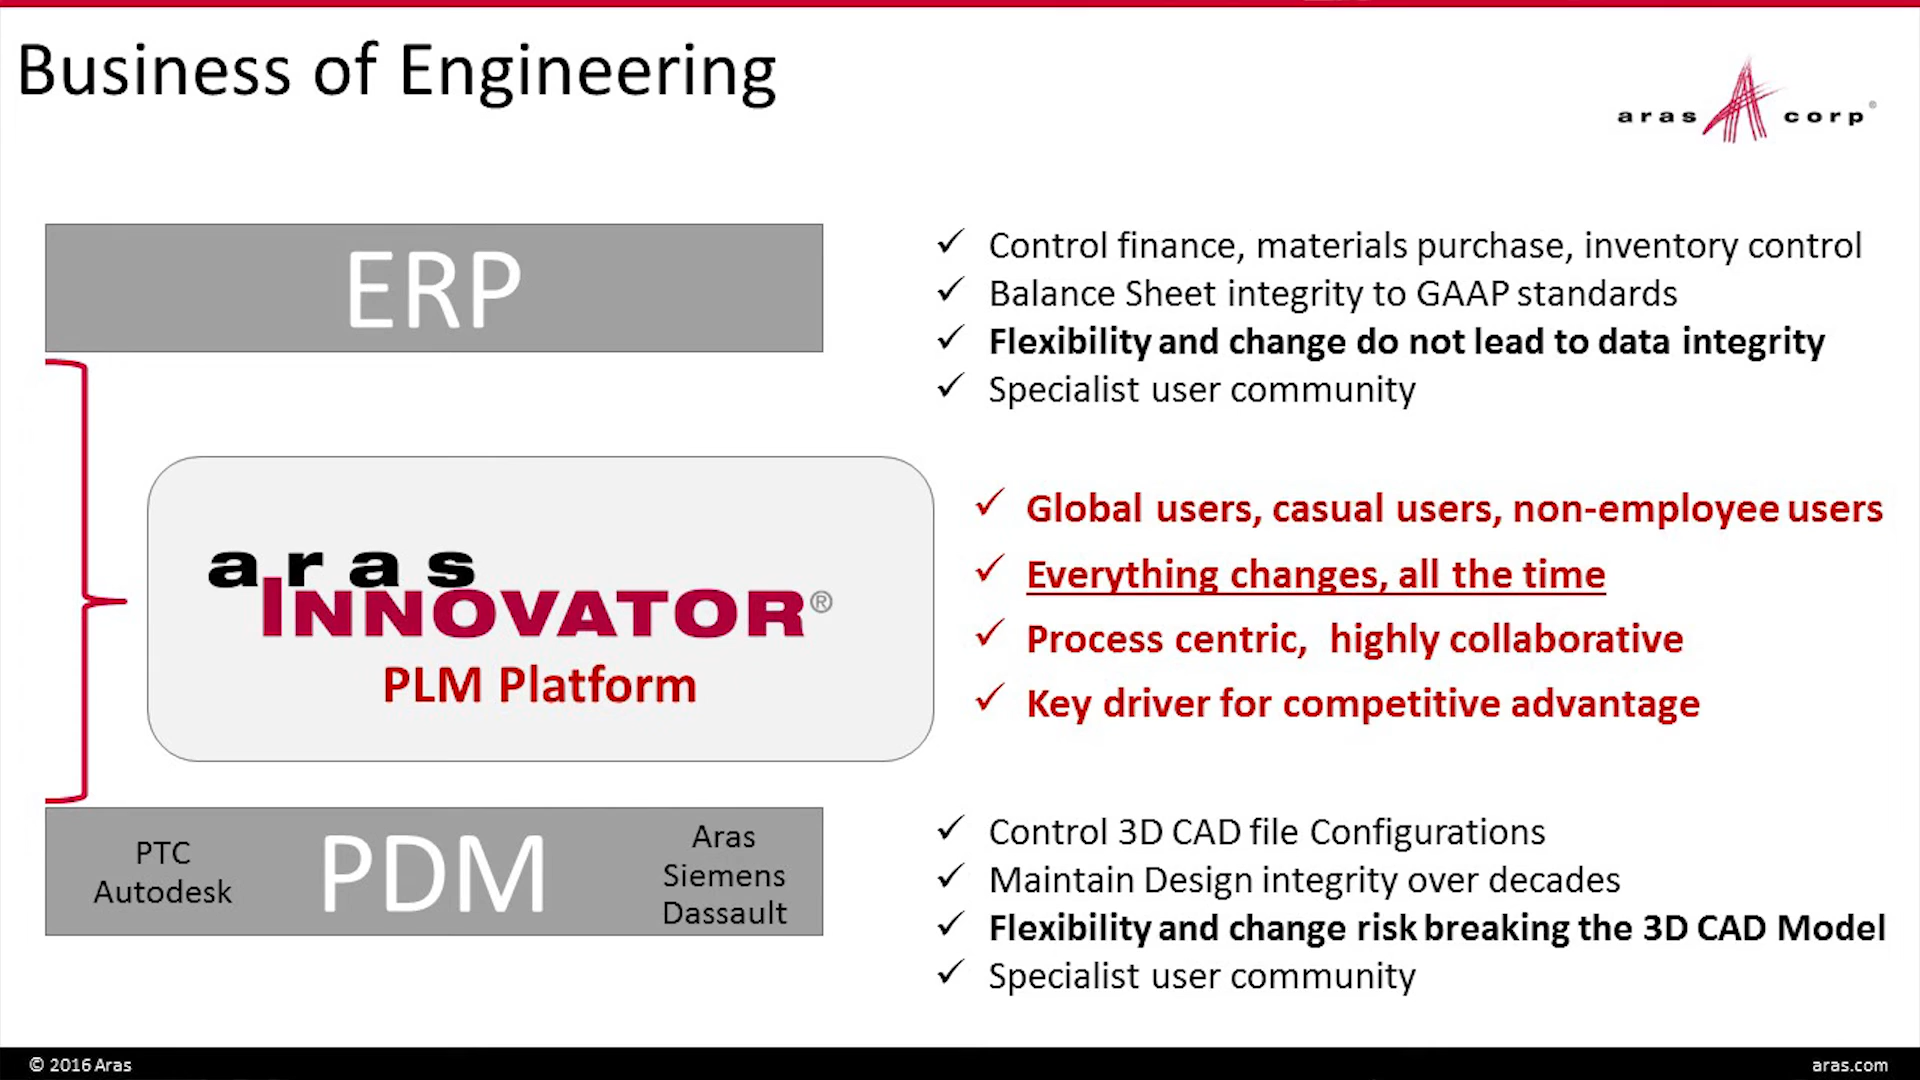 Business of Engineering
aras corp®
ERP
Control finance, materials purchase, inventory control
Balance Sheet integrity to GAAP standards
Flexibility and change do not lead to data integrity
Specialist user community
aras
INNOVATOR®
PLM Platform
Global users, casual users, non-employee users
Everything changes, all the time
Process centric, highly collaborative
Key driver for competitive advantage
PTC
Autodesk
PDM
Aras
Siemens
Dassault
Control 3D CAD file Configurations
Maintain Design integrity over decades
Flexibility and change risk breaking the 3D CAD Model
Specialist user community
© 2016 Aras
aras.com